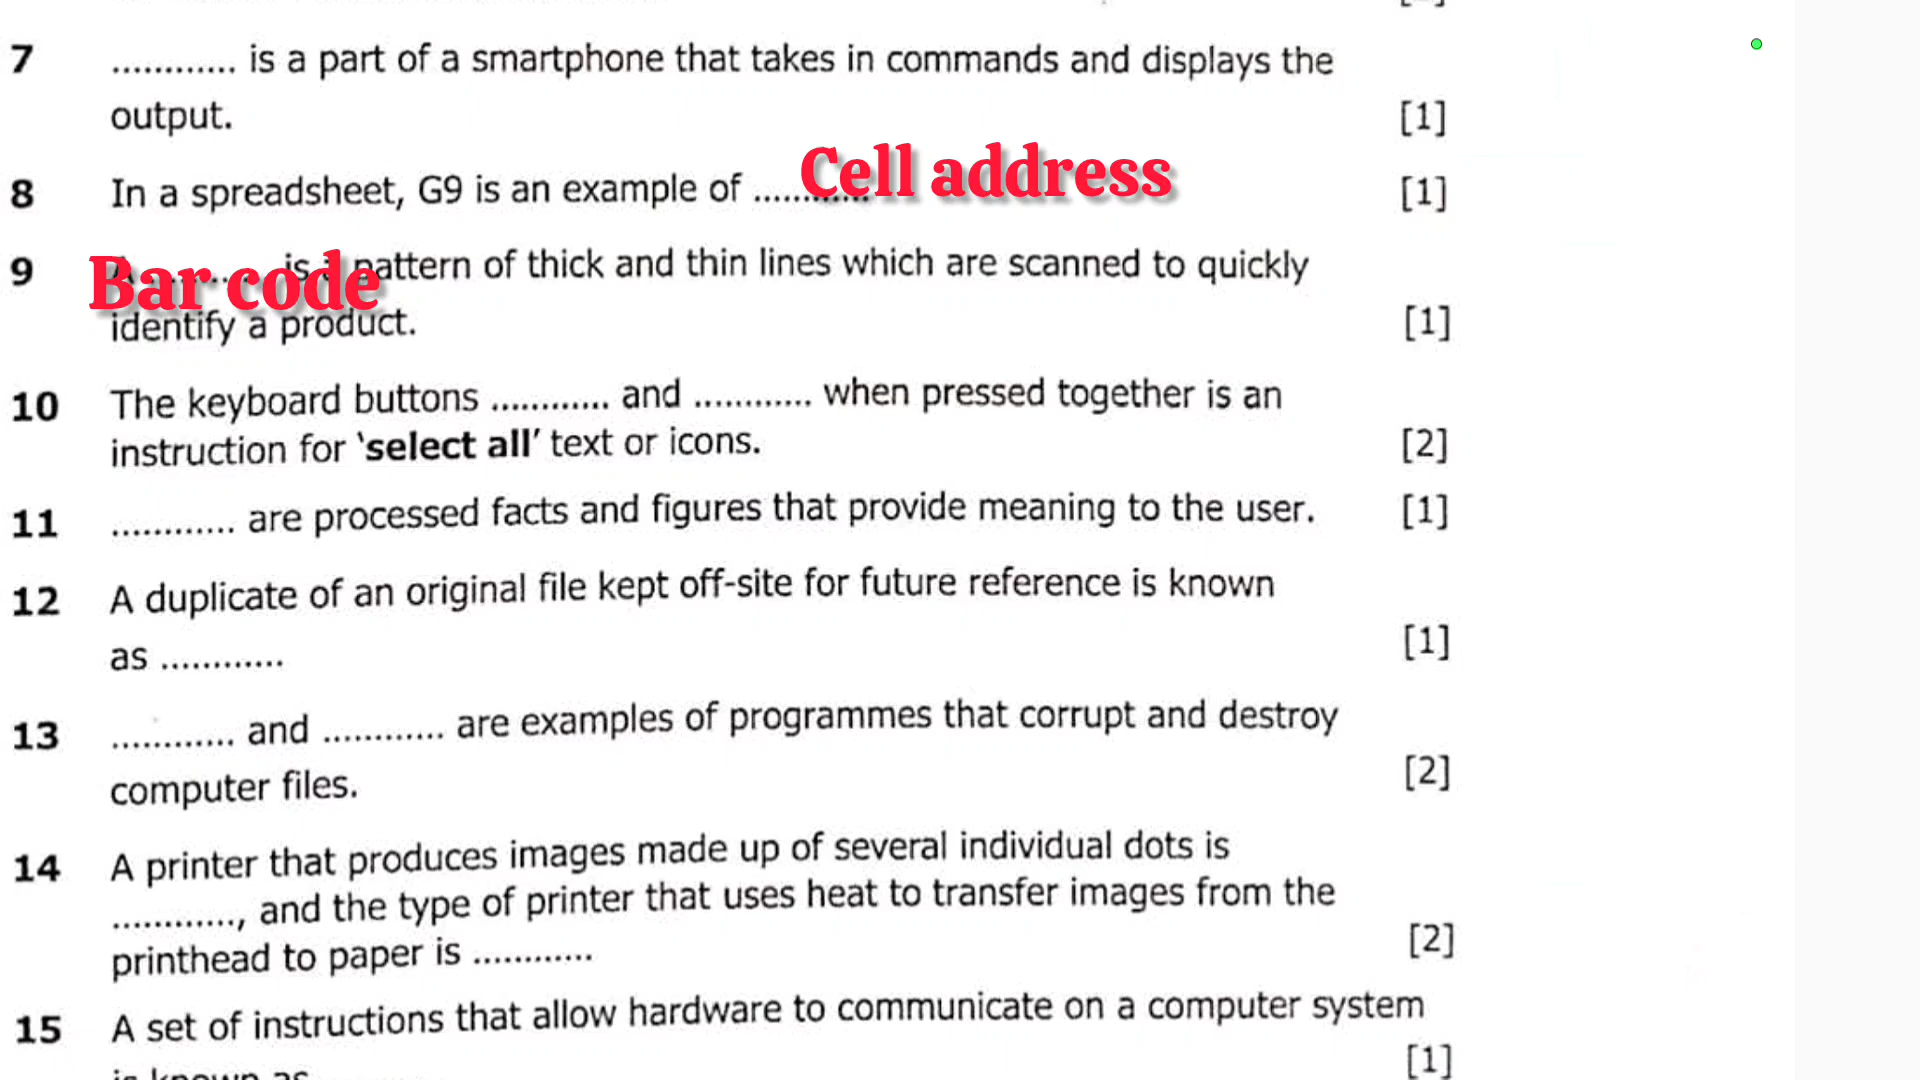 7 ............ is a part of a smartphone that takes in commands and displays the
output. [1]
8 In a spreadsheet, G9 is an example of ............ Cell address [1]
9 A ............ is a pattern of thick and thin lines which are scanned to quickly
Bar code
identify a product. [1]
10 The keyboard buttons ............ and ............ when pressed together is an
instruction for ‘select all’ text or icons. [2]
11 ............ are processed facts and figures that provide meaning to the user. [1]
12 A duplicate of an original file kept off-site for future reference is known
as ............ [1]
13 ............ and ............ are examples of programmes that corrupt and destroy
computer files. [2]
14 A printer that produces images made up of several individual dots is
............, and the type of printer that uses heat to transfer images from the
printhead to paper is ............ [2]
15 A set of instructions that allow hardware to communicate on a computer system
is known as [1]